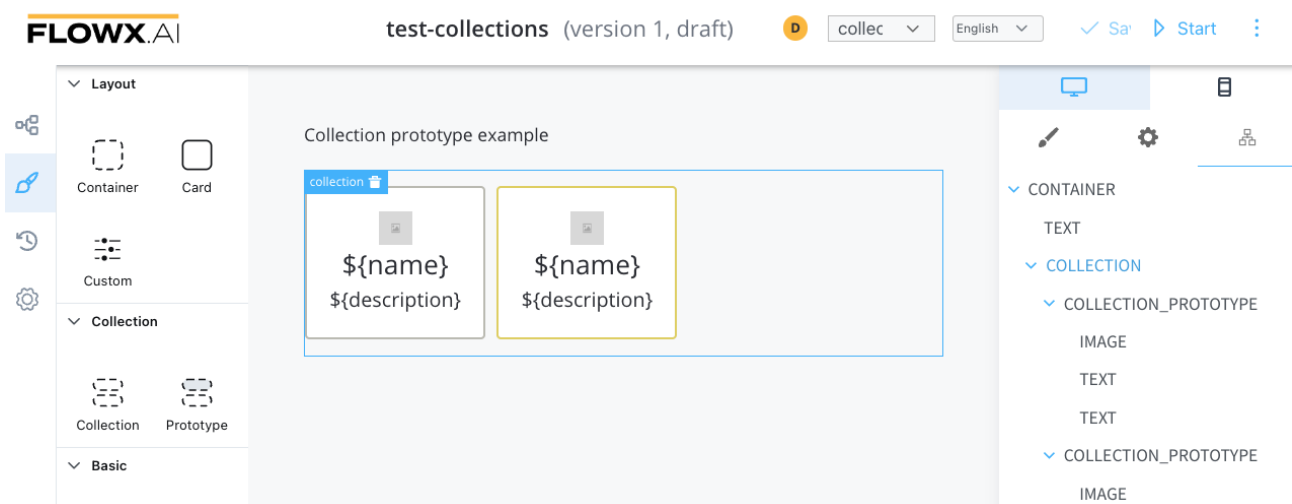 FLOWX.AI
test-collections (version 1, draft)
D
collec
English
Start
Layout
Container
Card
Custom
Collection
Collection
Prototype
Basic
Collection prototype example
collection
${name}
${description}
${name}
${description}
CONTAINER
TEXT
COLLECTION
COLLECTION_PROTOTYPE
IMAGE
TEXT
TEXT
COLLECTION_PROTOTYPE
IMAGE